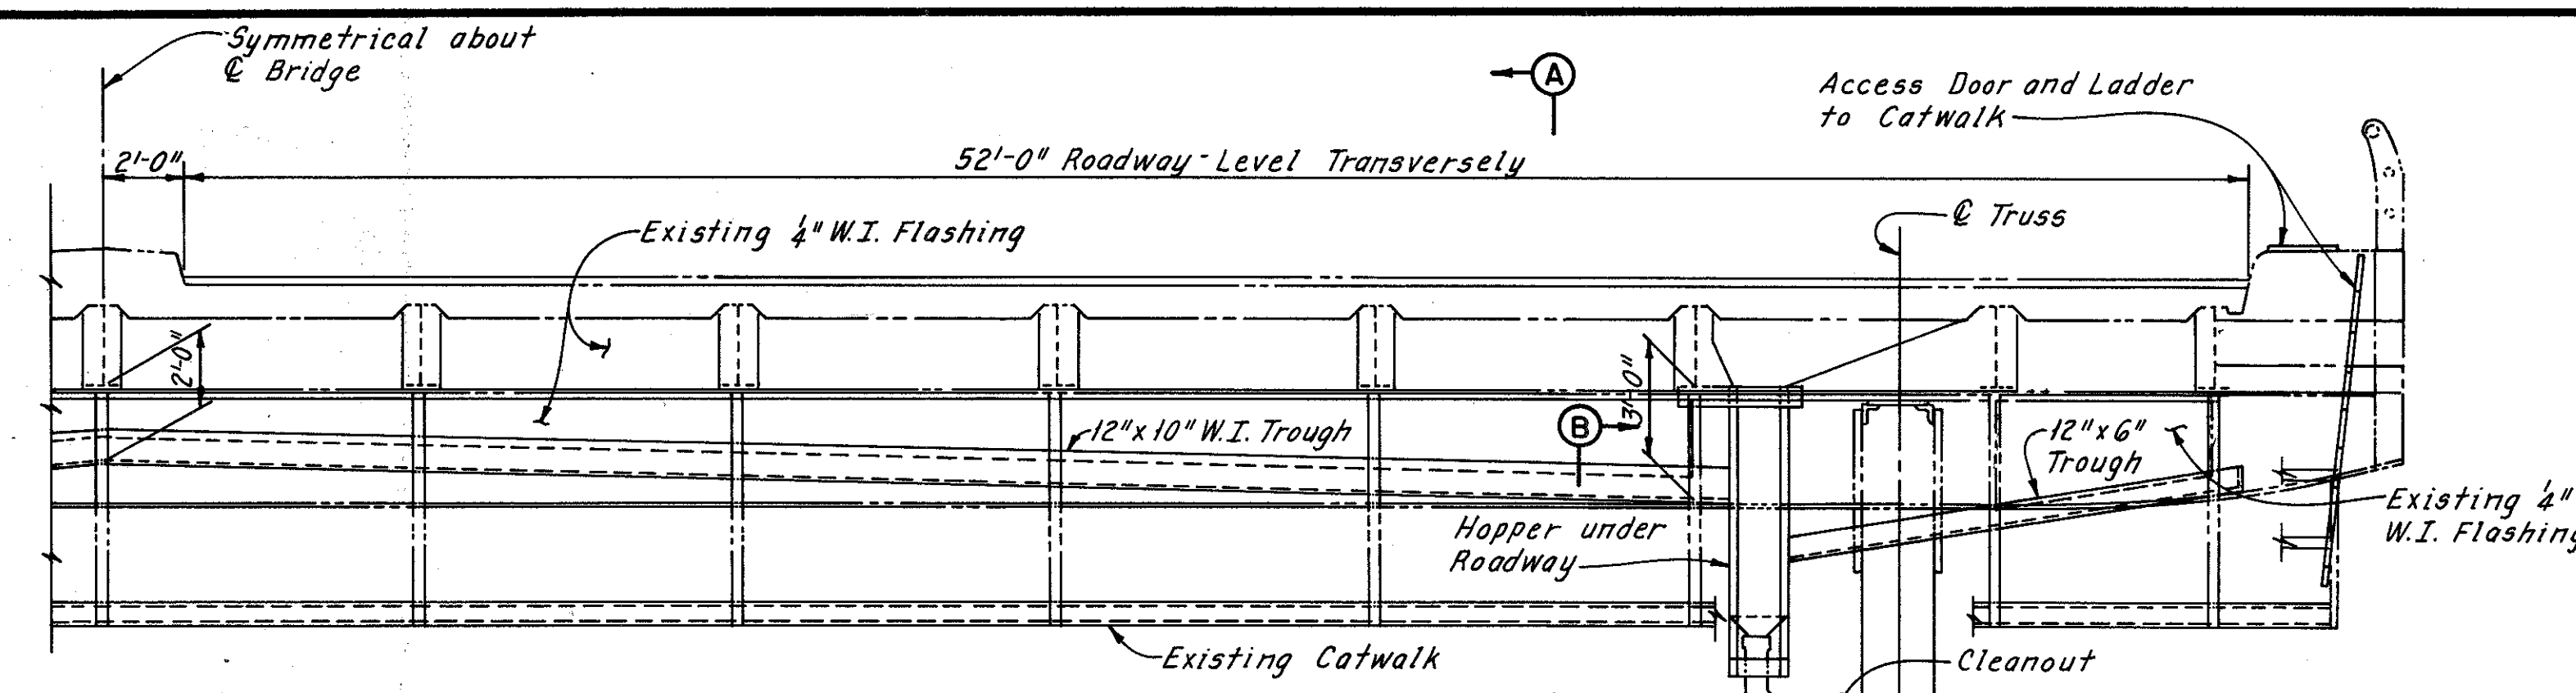 Symmetrical about
℄ Bridge
A
Access Door and Ladder
to Catwalk
2'-0"
52'-0" Roadway - Level Transversely
Existing ¼" W.I. Flashing
℄ Truss
2'-0"
3'-0"
B
12" x 10" W.I. Trough
12" x 6"
Trough
Existing ¼"
W.I. Flashing
Hopper under
Roadway
Existing Catwalk
Cleanout